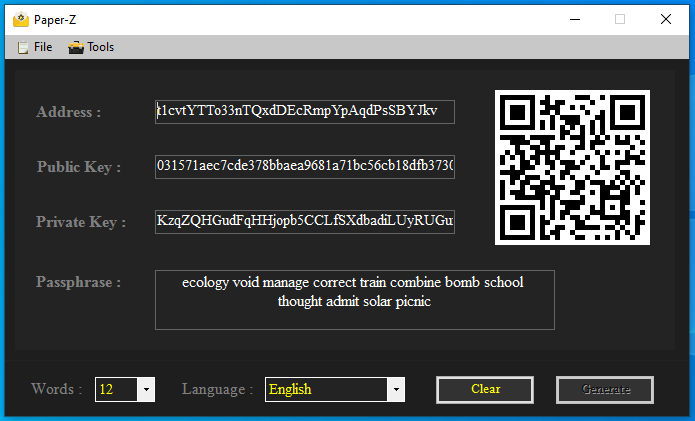 Paper-Z
File Tools
Address : t1cvtYTTo33nTQxdDEcRmpYpAqdPsSBYJkv
Public Key : 031571aec7cde378bbaea9681a71bc56cb18dfb3730
Private Key : KzqZQHGudFqHHjopb5CCLfSXdbadiLUyRUGu
Passphrase : ecology void manage correct train combine bomb school
thought admit solar picnic
Words : 12 Language : English Clear Generate